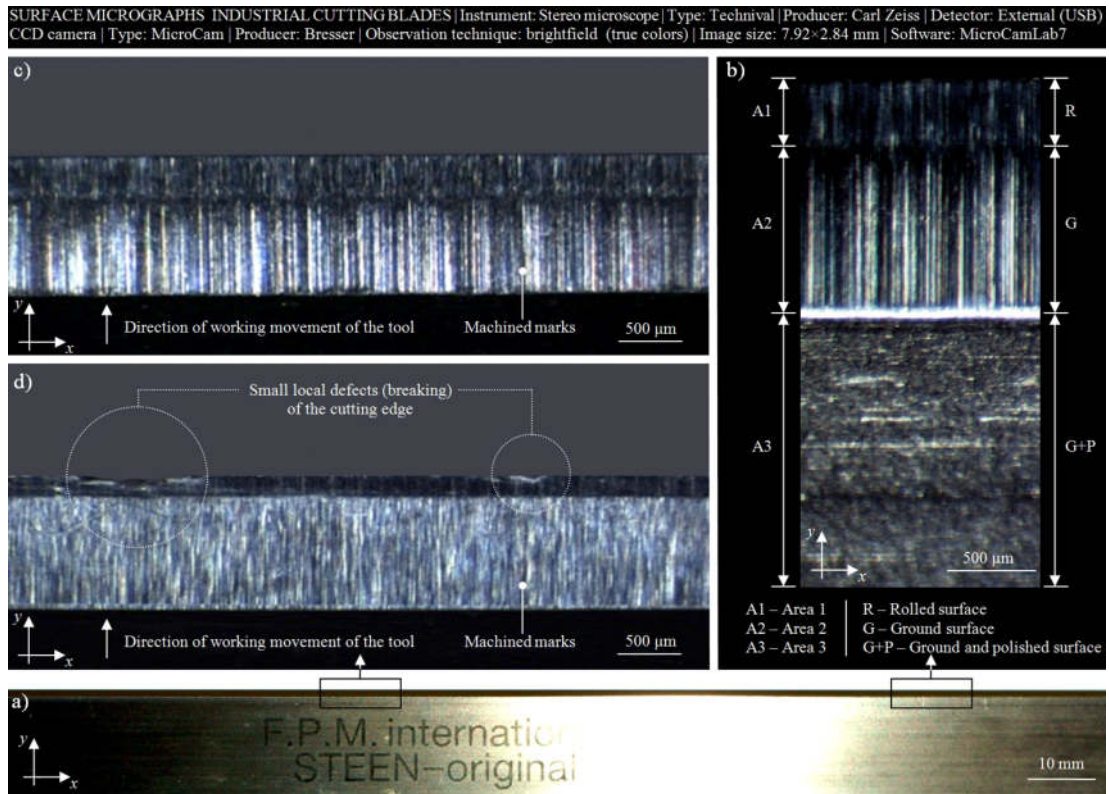 SURFACE MICROGRAPHS INDUSTRIAL CUTTING BLADES | Instrument: Stereo microscope | Type: Technival | Producer: Carl Zeiss | Detector: External (USB)
CCD camera | Type: MicroCam | Producer: Bresser | Observation technique: brightfield (true colors) | Image size: 7.92×2.84 mm | Software: MicroCamLab7
c)
y
x
Direction of working movement of the tool
Machined marks
500 µm
b)
A1
R
A2
G
A3
G+P
y
x
500 µm
A1 – Area 1
R – Rolled surface
A2 – Area 2
G – Ground surface
A3 – Area 3
G+P – Ground and polished surface
d)
Small local defects (breaking)
of the cutting edge
y
x
Direction of working movement of the tool
Machined marks
500 µm
a)
y
x
F.P.M. internatio
STEEN-original
10 mm